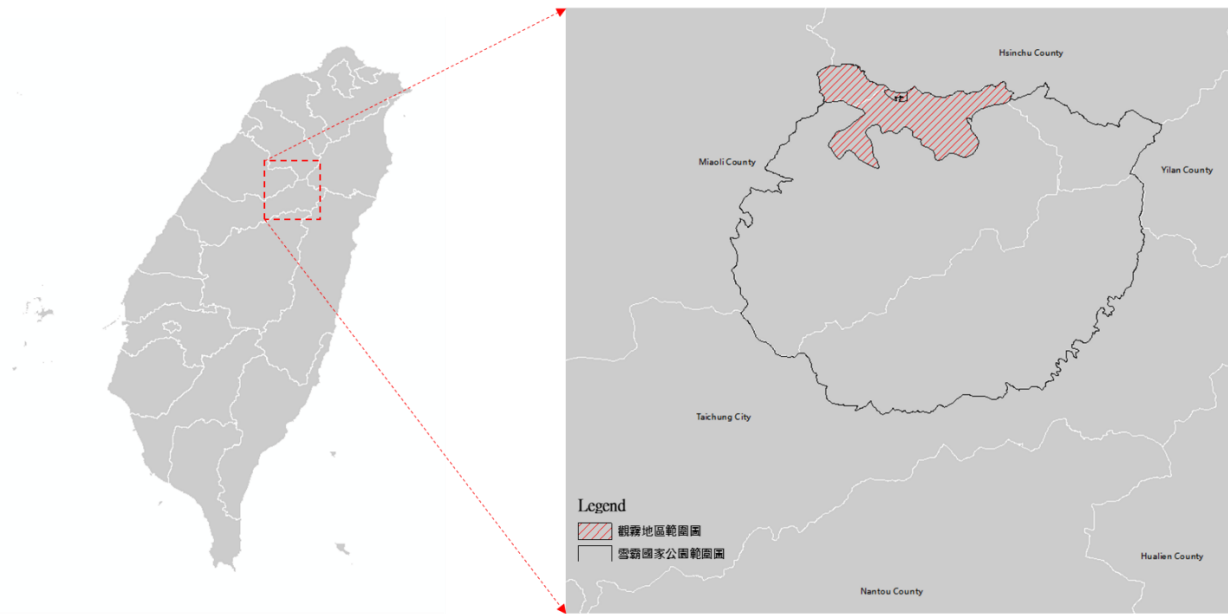 Hsinchu County
Miaoli County
Yilan County
Taichung City
Legend
觀霧地區範圍圖
雪霸國家公園範圍圖
Hualien County
Nantou County